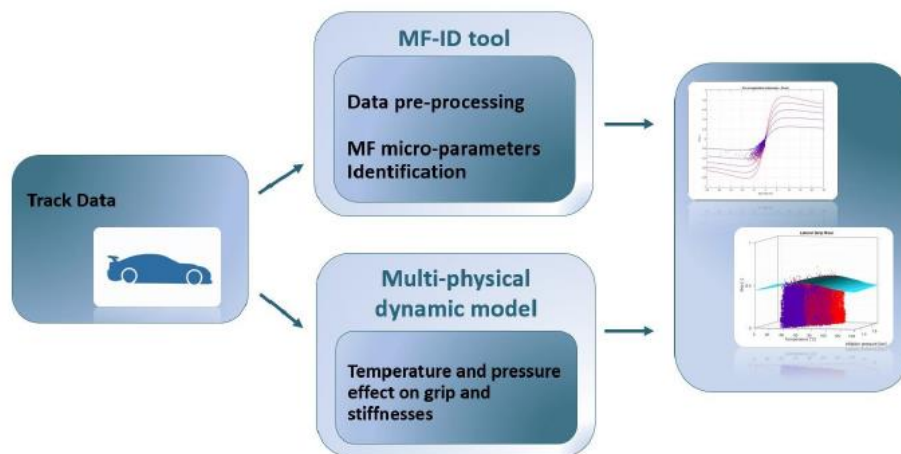 MF-ID tool
Data pre-processing
MF micro-parameters
Identification
Track Data
Multi-physical
dynamic model
Temperature and pressure
effect on grip and
stiffnesses
Temperature